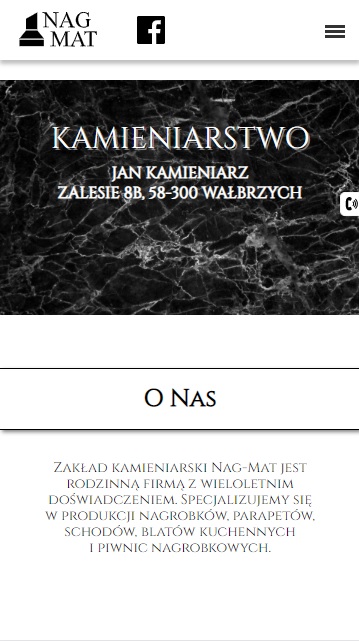 NAG
MAT
KAMIENIARSTWO
JAN KAMIENIARZ
ZALESIE 8B, 58-300 WAŁBRZYCH
O Nas
Zakład kamieniarski Nag-Mat jest
rodzinną firmą z wieloletnim
doświadczeniem. Specjalizujemy się
w produkcji nagrobków, parapetów,
schodów, blatów kuchennych
i piwnic nagrobkowych.